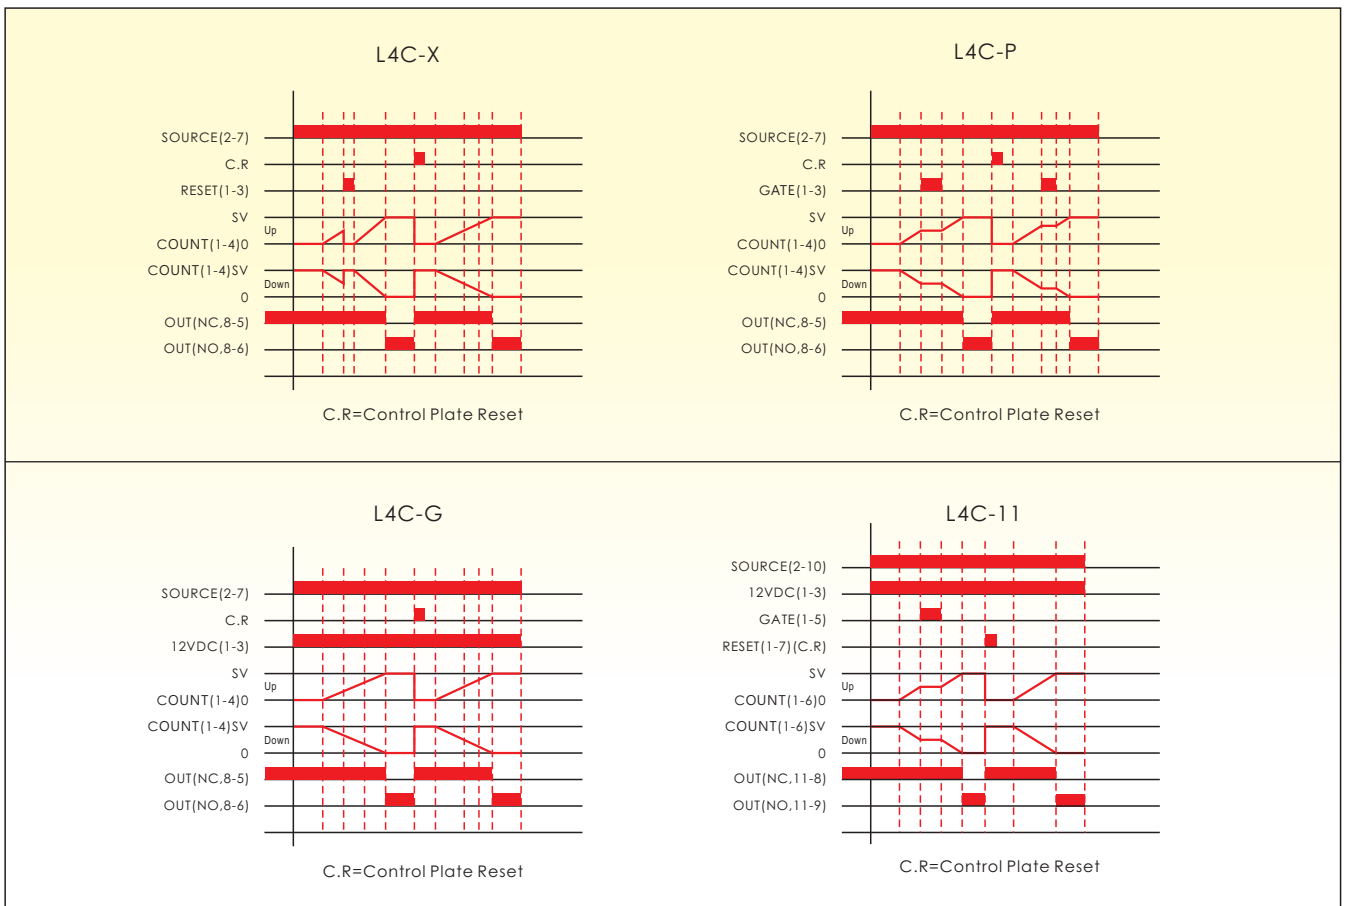 L4C-X
SOURCE(2-7)
C.R
RESET(1-3)
SV
Up
COUNT(1-4)0
COUNT(1-4)SV
Down
0
OUT(NC,8-5)
OUT(NO,8-6)
C.R=Control Plate Reset
L4C-P
SOURCE(2-7)
C.R
GATE(1-3)
SV
Up
COUNT(1-4)0
COUNT(1-4)SV
Down
0
OUT(NC,8-5)
OUT(NO,8-6)
C.R=Control Plate Reset
L4C-G
SOURCE(2-7)
C.R
12VDC(1-3)
SV
Up
COUNT(1-4)0
COUNT(1-4)SV
Down
0
OUT(NC,8-5)
OUT(NO,8-6)
C.R=Control Plate Reset
L4C-11
SOURCE(2-10)
12VDC(1-3)
GATE(1-5)
RESET(1-7)(C.R)
SV
Up
COUNT(1-6)0
COUNT(1-6)SV
Down
0
OUT(NC,11-8)
OUT(NO,11-9)
C.R=Control Plate Reset